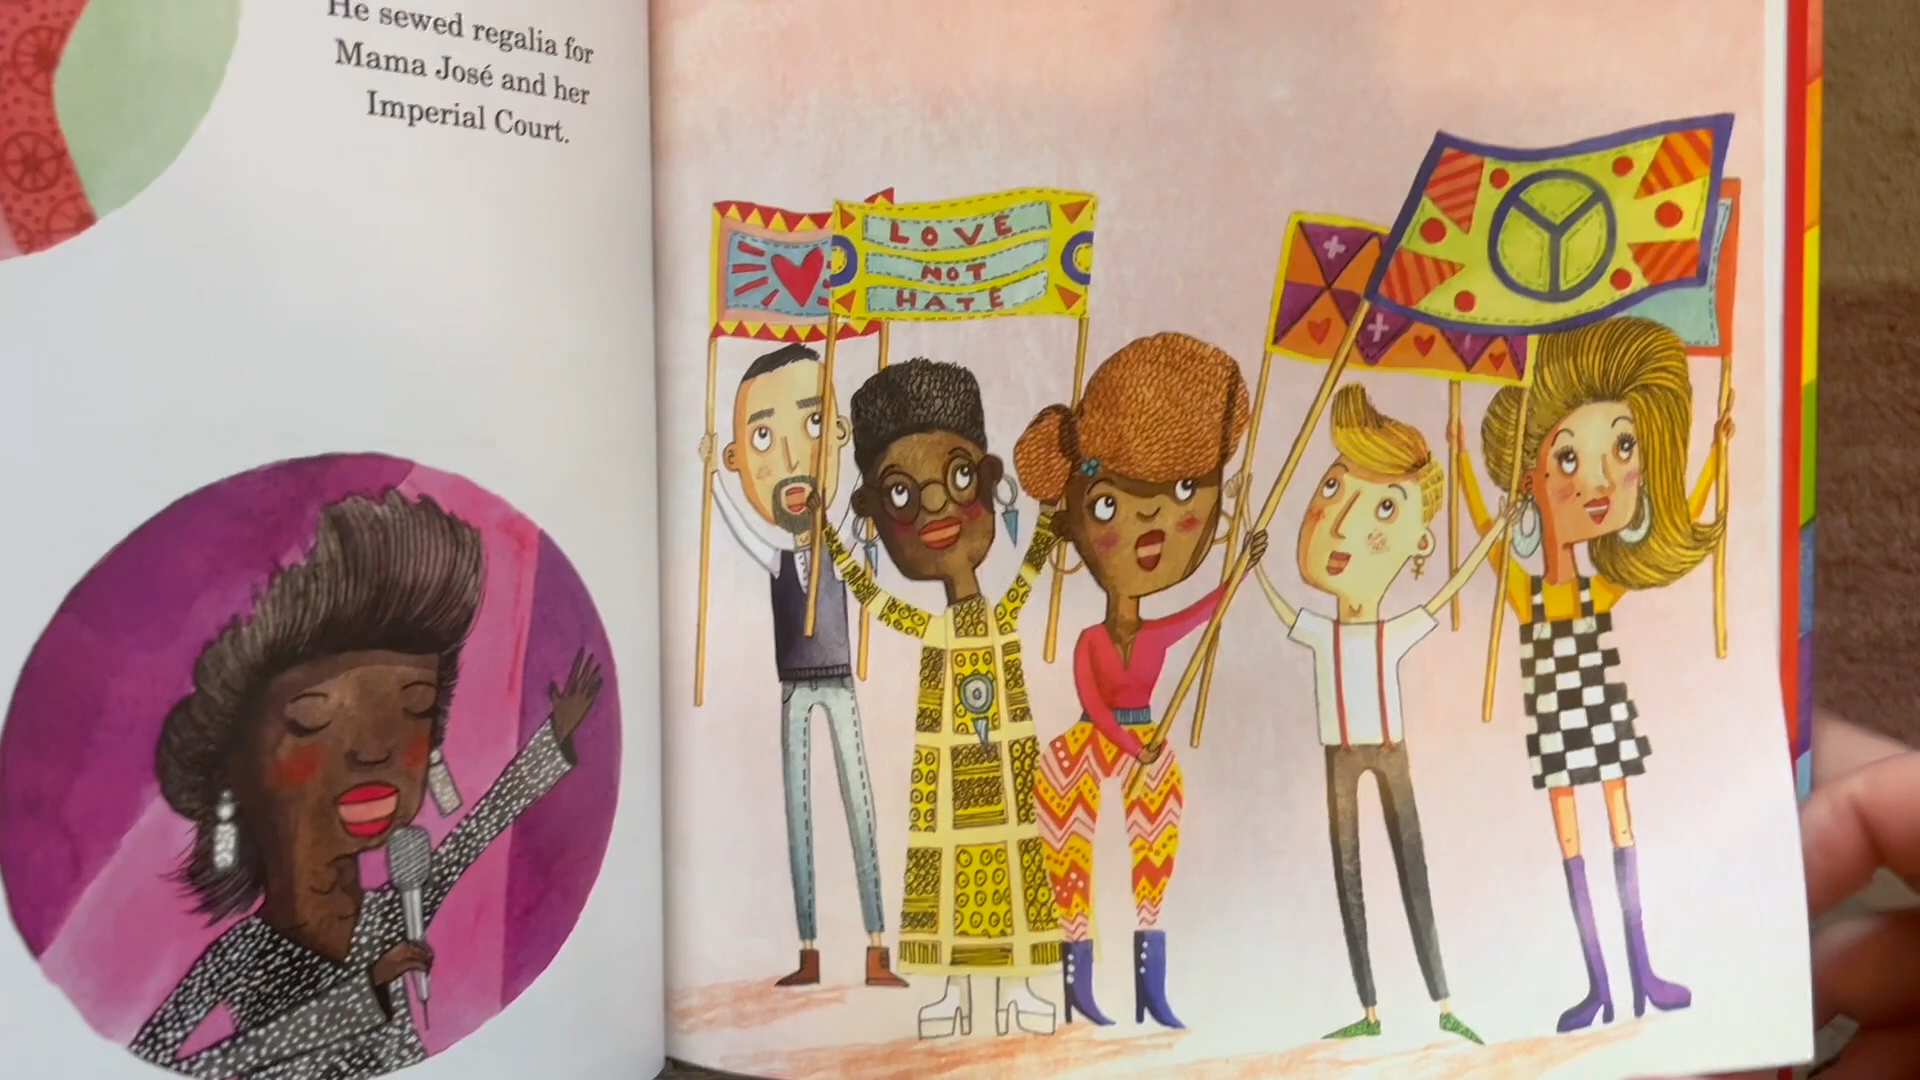 He sewed regalia for
Mama José and her
Imperial Court.
LOVE
NOT
HATE